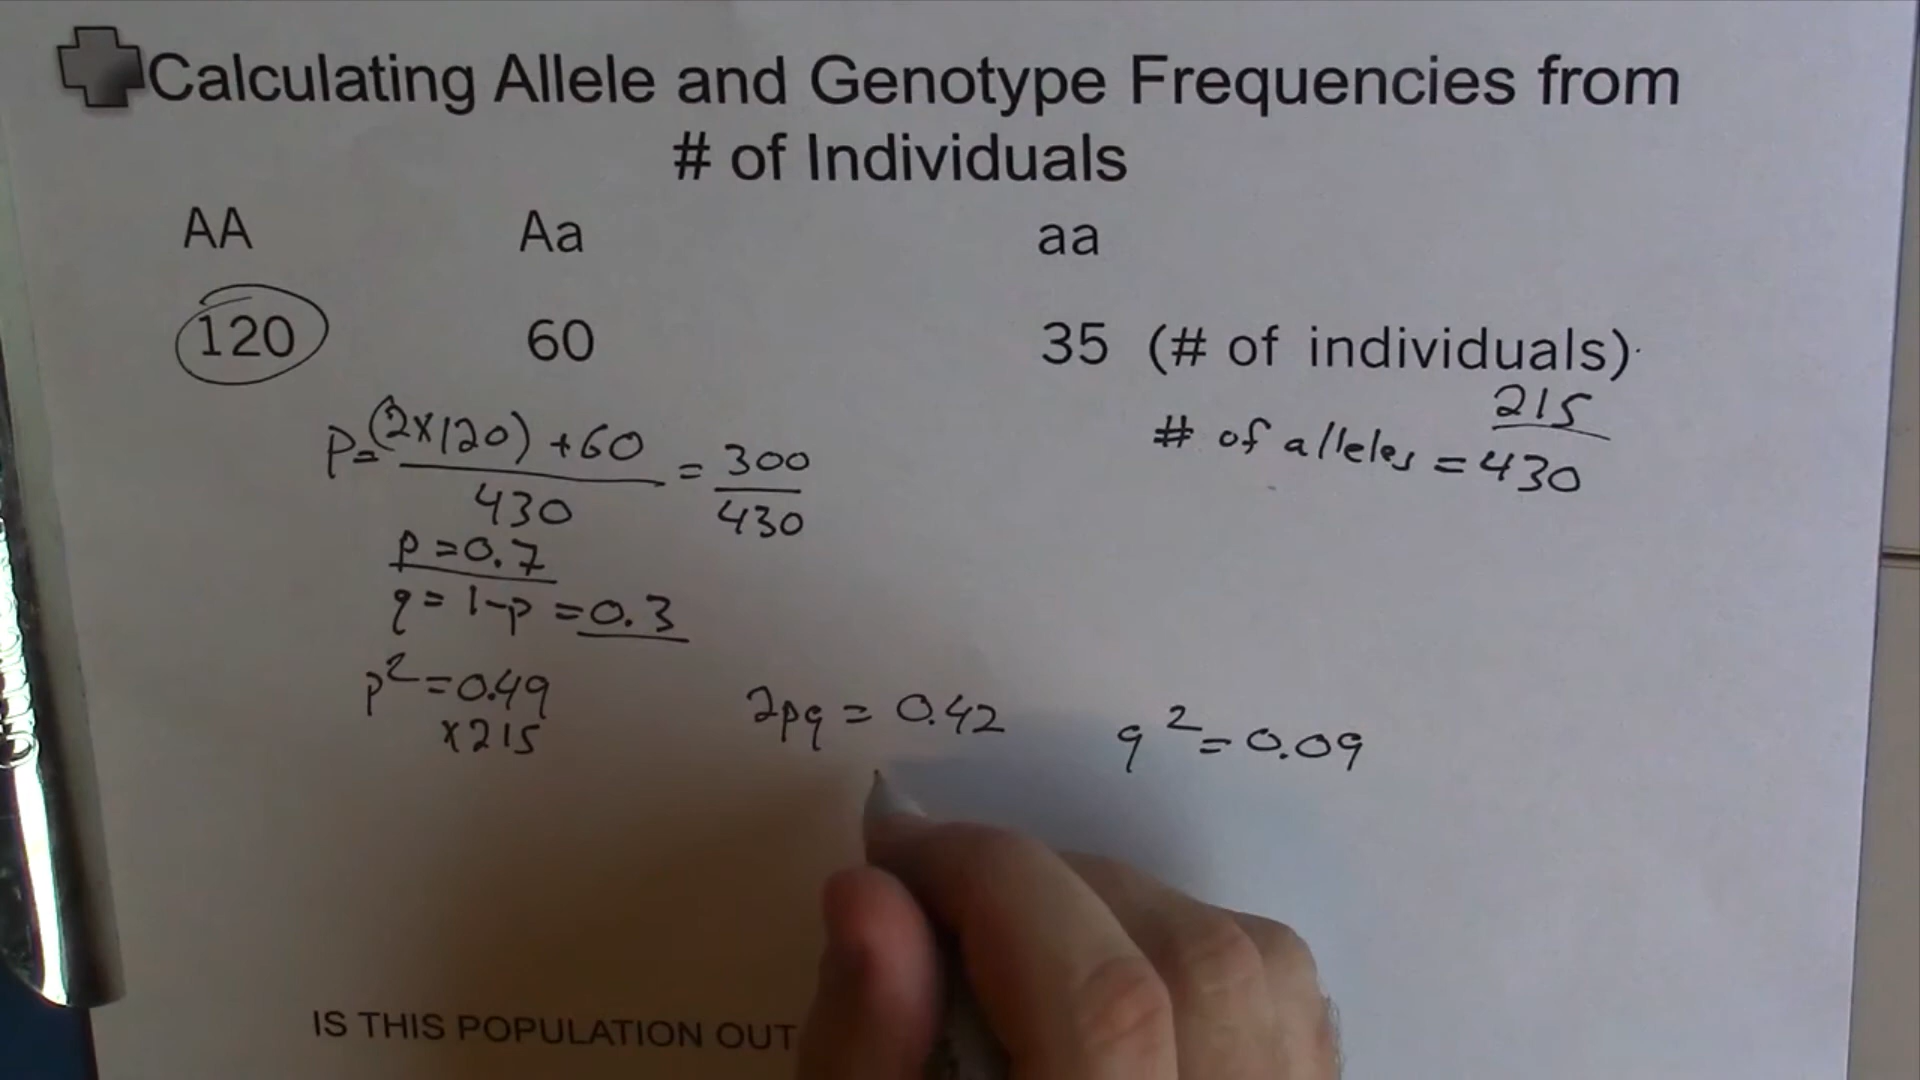 Calculating Allele and Genotype Frequencies from
# of Individuals
AA Aa aa
120 60 35 (# of individuals)
215
# of alleles = 430
P = (2x120) + 60 / 430 = 300 / 430
p = 0.7
q = 1-p = 0.3
p² = 0.49
x215
2pq = 0.42
q² = 0.09
IS THIS POPULATION OUT